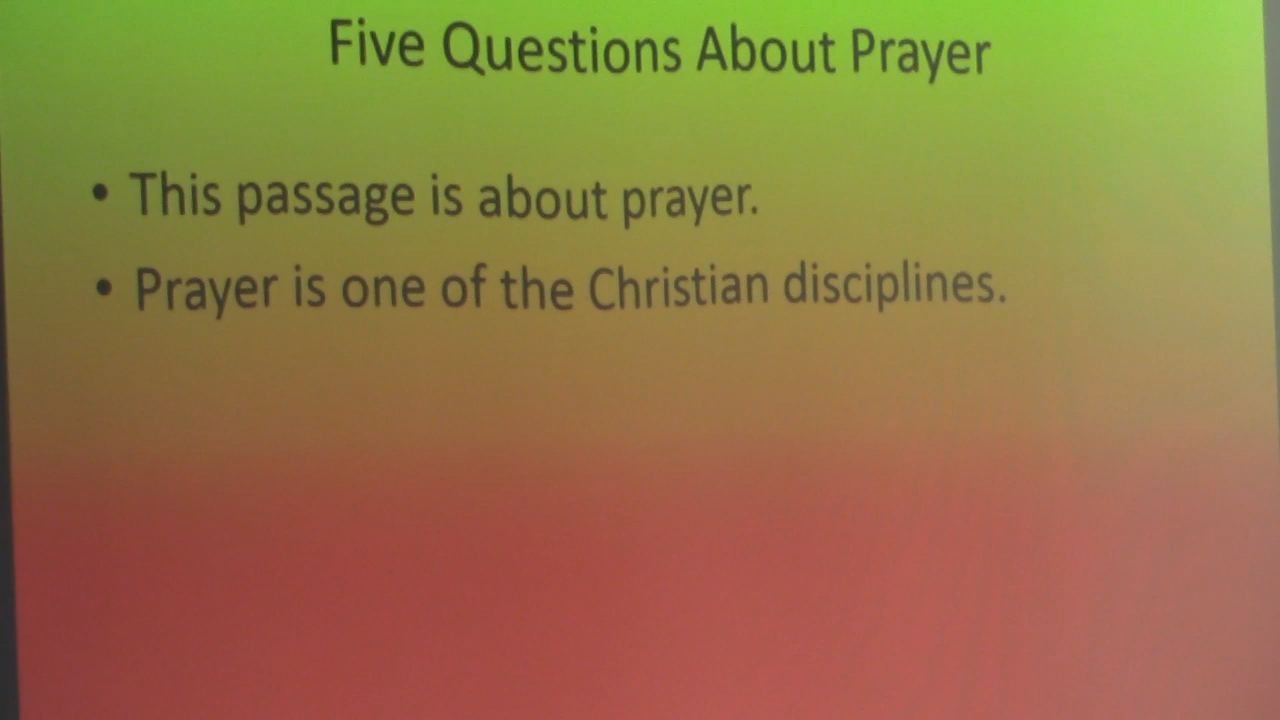 Five Questions About Prayer
• This passage is about prayer.
• Prayer is one of the Christian disciplines.